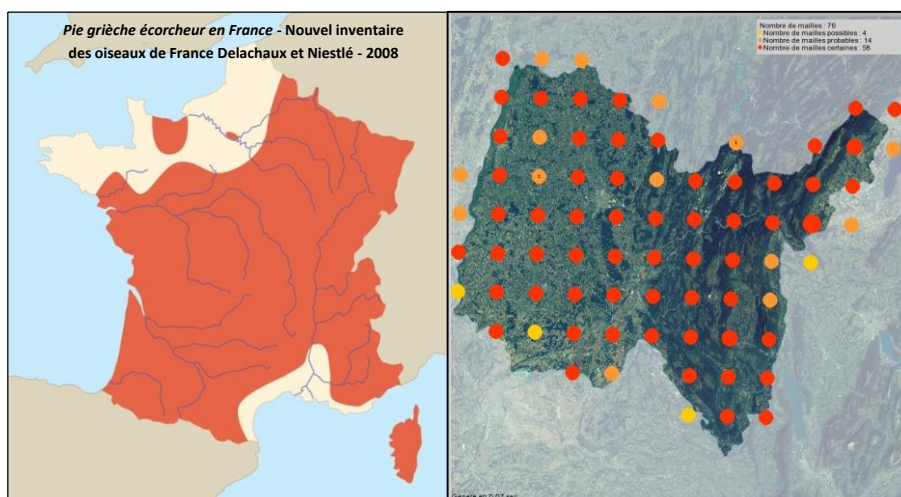 Pie grièche écorcheur en France - Nouvel inventaire
des oiseaux de France Delachaux et Niestlé - 2008
Nombre de mailles : 76
Nombre de mailles possibles : 4
Nombre de mailles probables : 14
Nombre de mailles certaines : 58